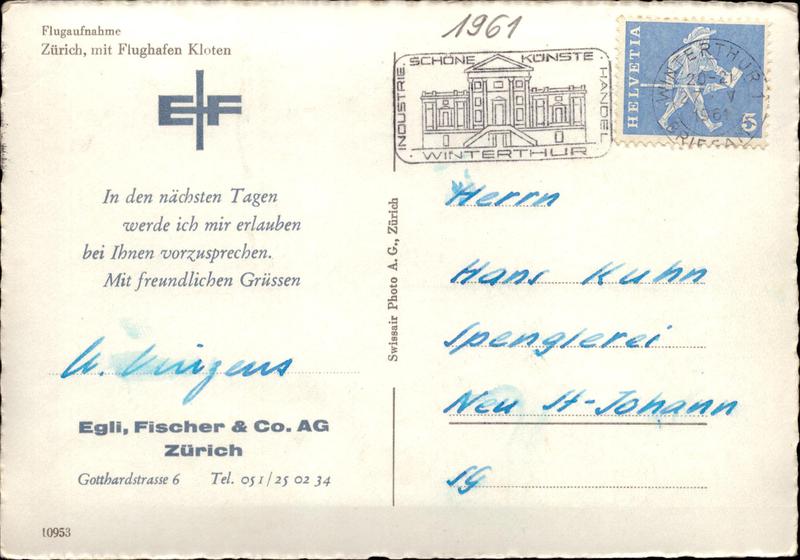 Flugaufnahme
Zürich, mit Flughafen Kloten
EF
In den nächsten Tagen
werde ich mir erlauben
bei Ihnen vorzusprechen.
Mit freundlichen Grüssen
Egli, Fischer & Co. AG
Zürich
Gotthardstrasse 6 Tel. 051/25 02 34
10953
Swissair Photo A. G., Zürich
1961
INDUSTRIE · SCHÖNE KÜNSTE · HANDEL
· WINTERTHUR ·
HELVETIA
5
WINTERTHUR 1
1961
Herrn
Hans Kuhn
Spenglerei
Neu St-Johann
SG